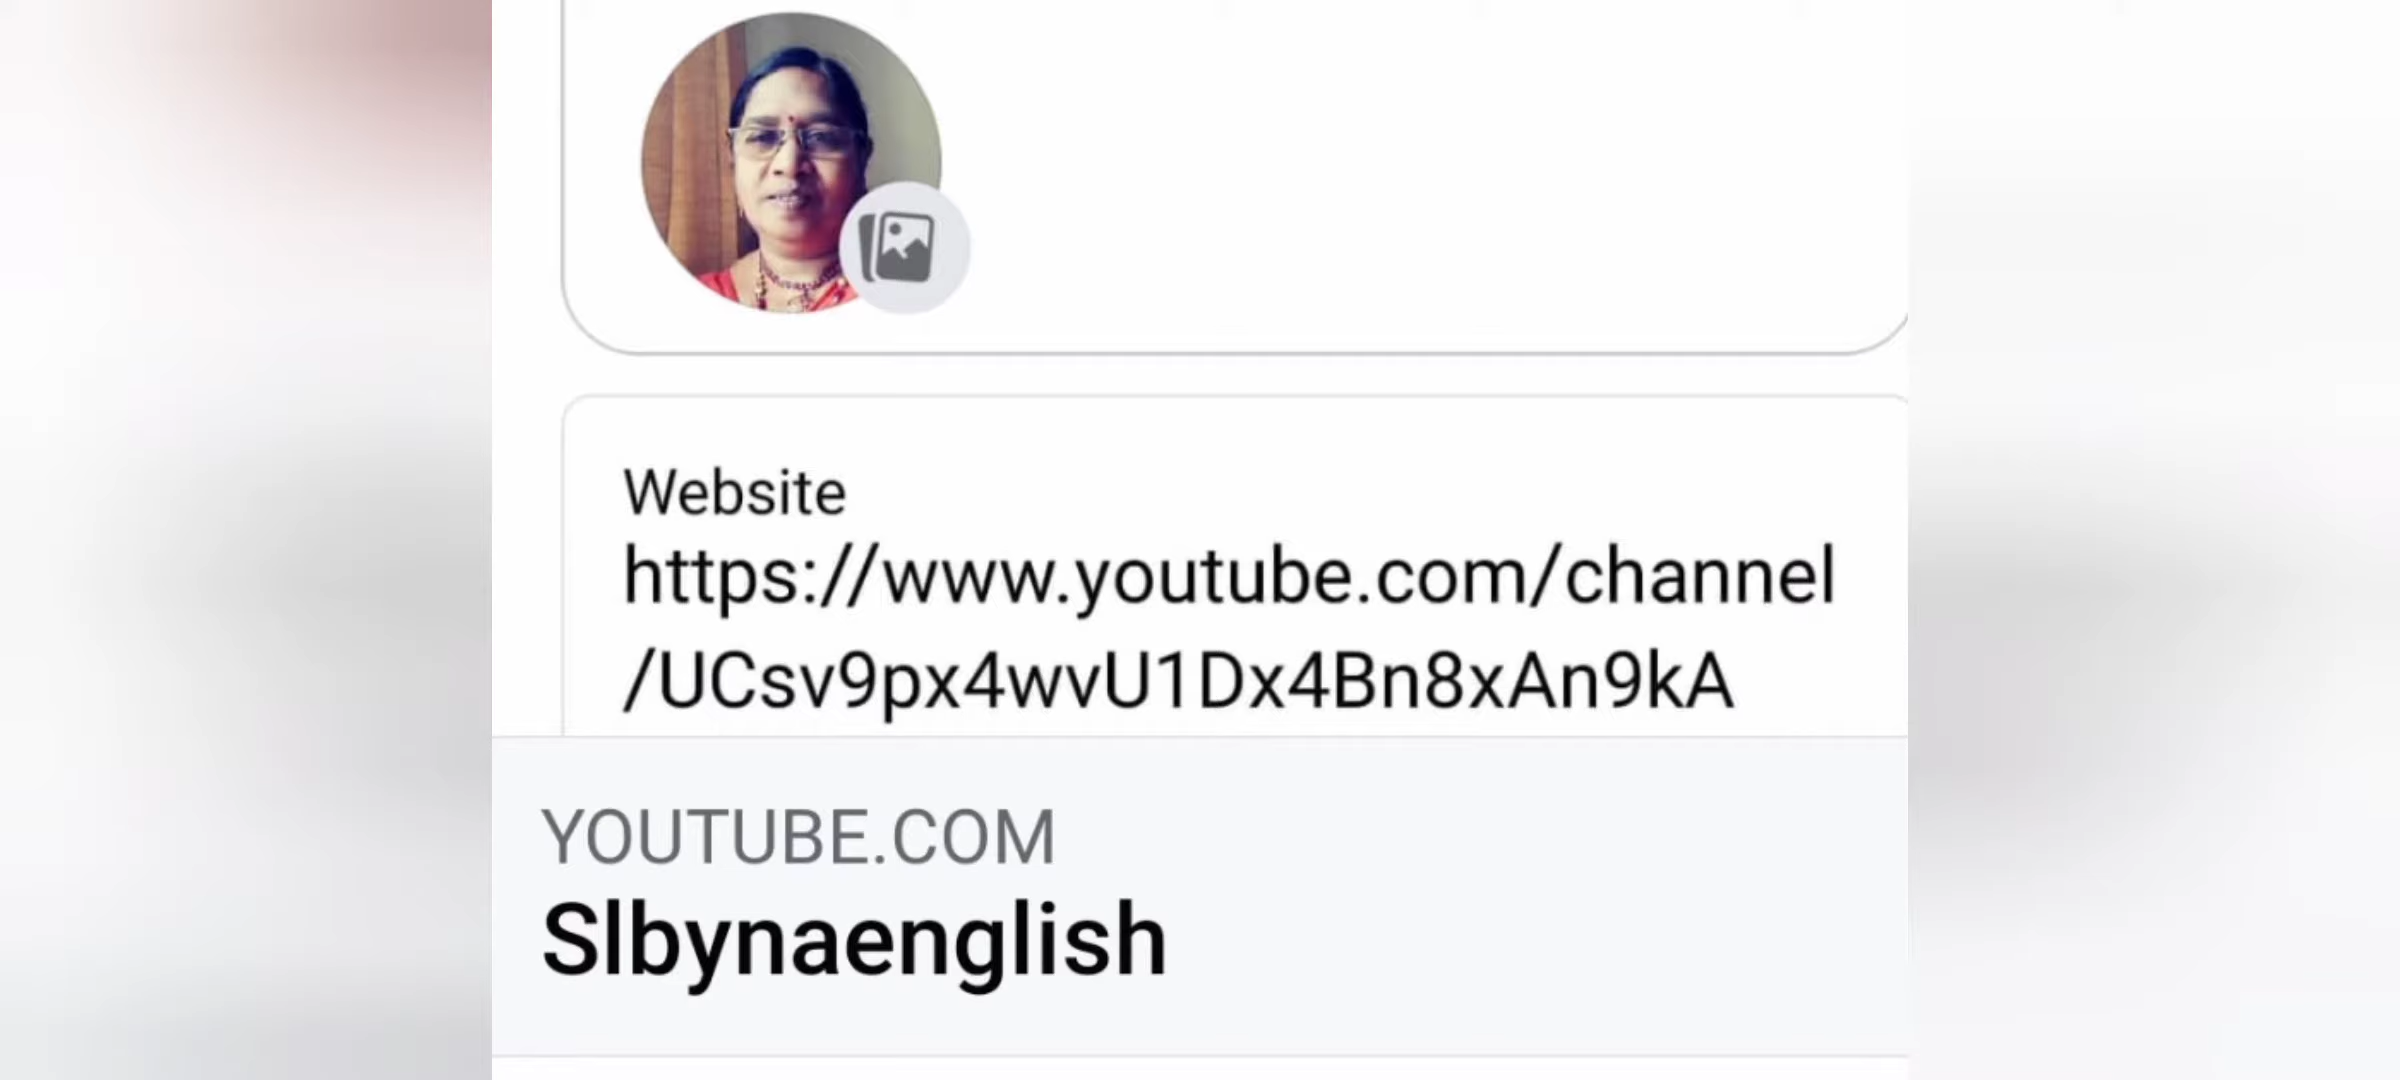 Website
https://www.youtube.com/channel
/UCsv9px4wvU1Dx4Bn8xAn9kA
YOUTUBE.COM
Slbynaenglish